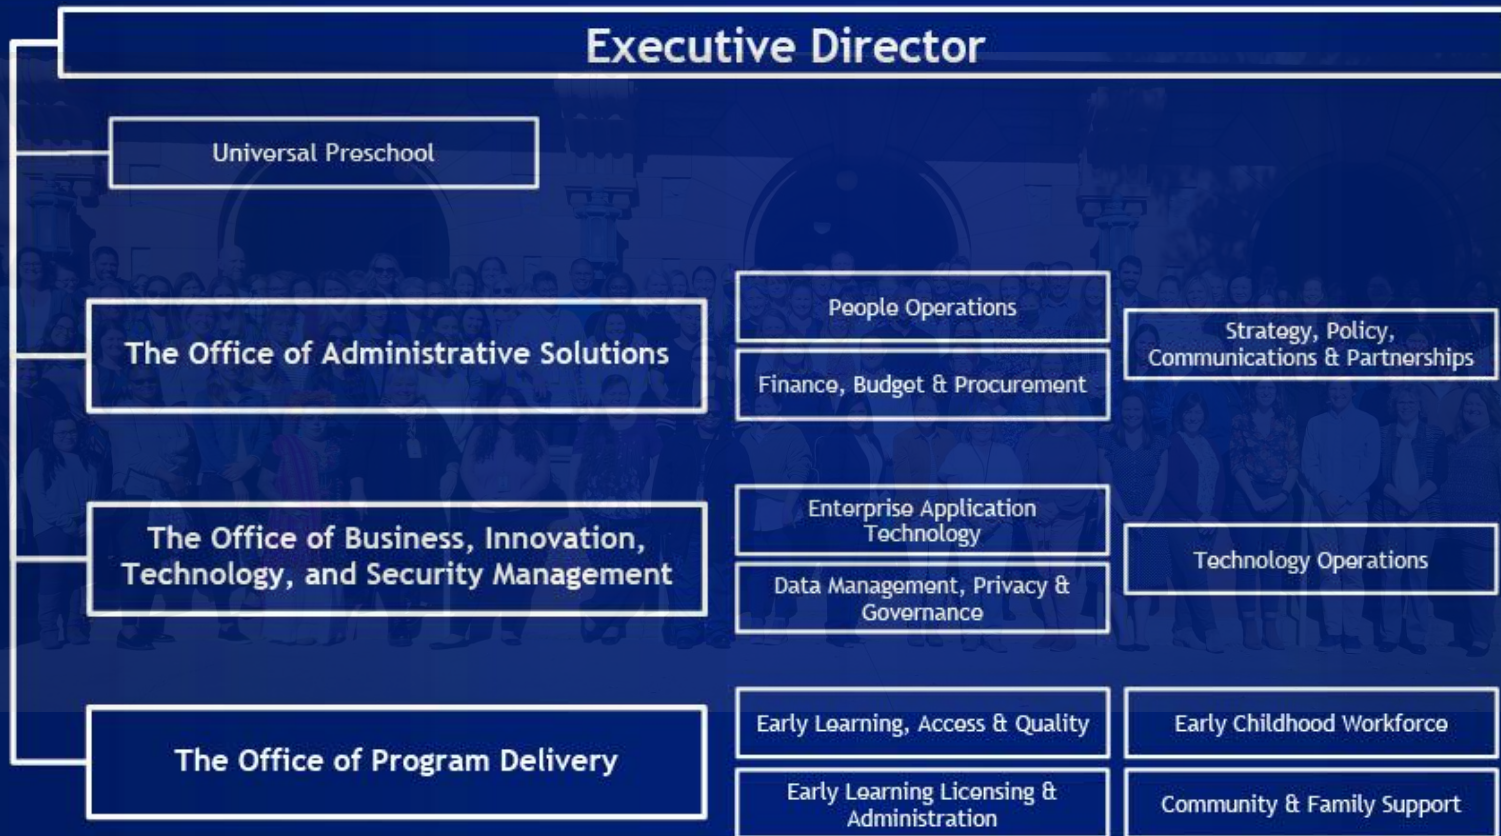 Executive Director
Universal Preschool
The Office of Administrative Solutions
People Operations
Finance, Budget & Procurement
Strategy, Policy,
Communications & Partnerships
The Office of Business, Innovation,
Technology, and Security Management
Enterprise Application
Technology
Data Management, Privacy &
Governance
Technology Operations
The Office of Program Delivery
Early Learning, Access & Quality
Early Childhood Workforce
Early Learning Licensing &
Administration
Community & Family Support